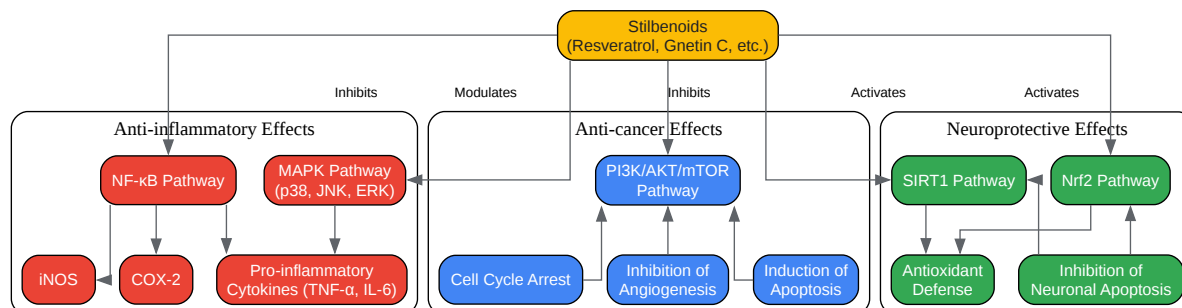 Stilbenoids
(Resveratrol, Gnetin C, etc.)
Inhibits
Modulates
Inhibits
Activates
Activates
Anti-inflammatory Effects
Anti-cancer Effects
Neuroprotective Effects
NF-κB Pathway
MAPK Pathway
(p38, JNK, ERK)
PI3K/AKT/mTOR
Pathway
SIRT1 Pathway
Nrf2 Pathway
iNOS
COX-2
Pro-inflammatory
Cytokines (TNF-α, IL-6)
Cell Cycle Arrest
Inhibition of
Angiogenesis
Induction of
Apoptosis
Antioxidant
Defense
Inhibition of
Neuronal Apoptosis